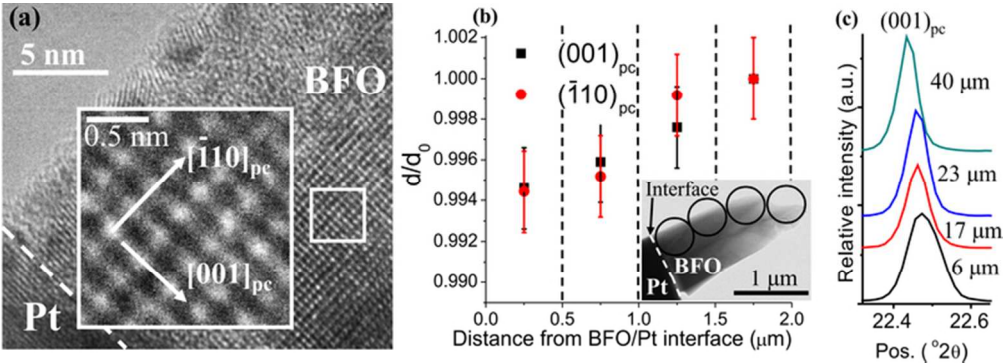 (a)
5 nm
BFO
0.5 nm
[1̄10]pc
[001]pc
Pt
(b)
1.002
1.000
0.998
0.996
0.994
0.992
0.990
d/d0
(001)pc
(1̄10)pc
Interface
BFO
Pt
1 μm
0.0 0.5 1.0 1.5 2.0
Distance from BFO/Pt interface (μm)
(c)
(001)pc
40 μm
23 μm
17 μm
6 μm
Relative intensity (a.u.)
22.4 22.6
Pos. (°2θ)